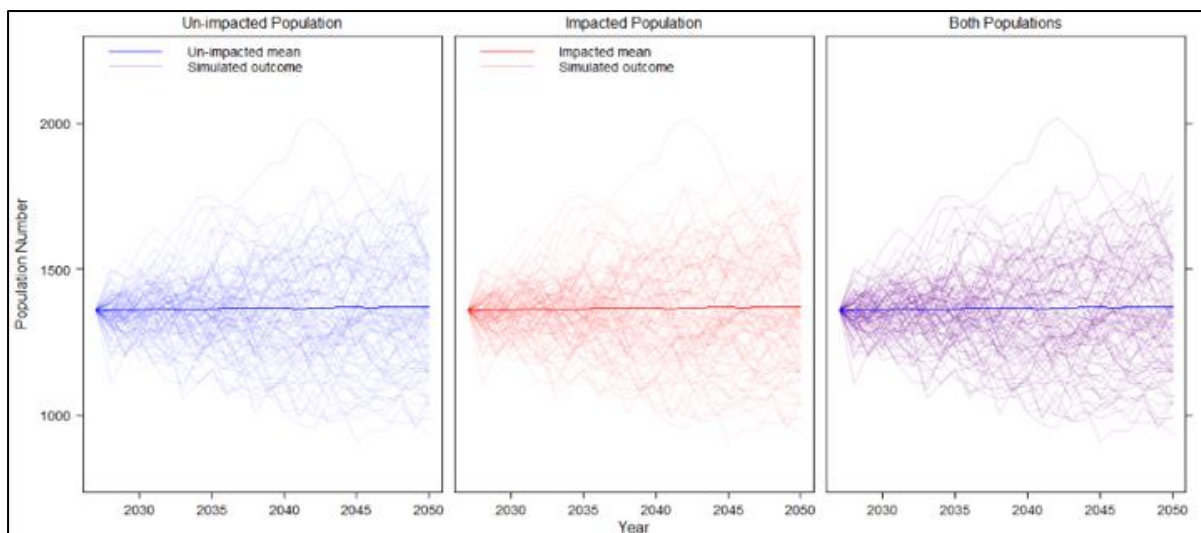 Un-impacted Population
Impacted Population
Both Populations
Un-impacted mean
Simulated outcome
Impacted mean
Simulated outcome
Population Number
2000
1500
1000
2030 2035 2040 2045 2050
2030 2035 2040 2045 2050
2030 2035 2040 2045 2050
Year